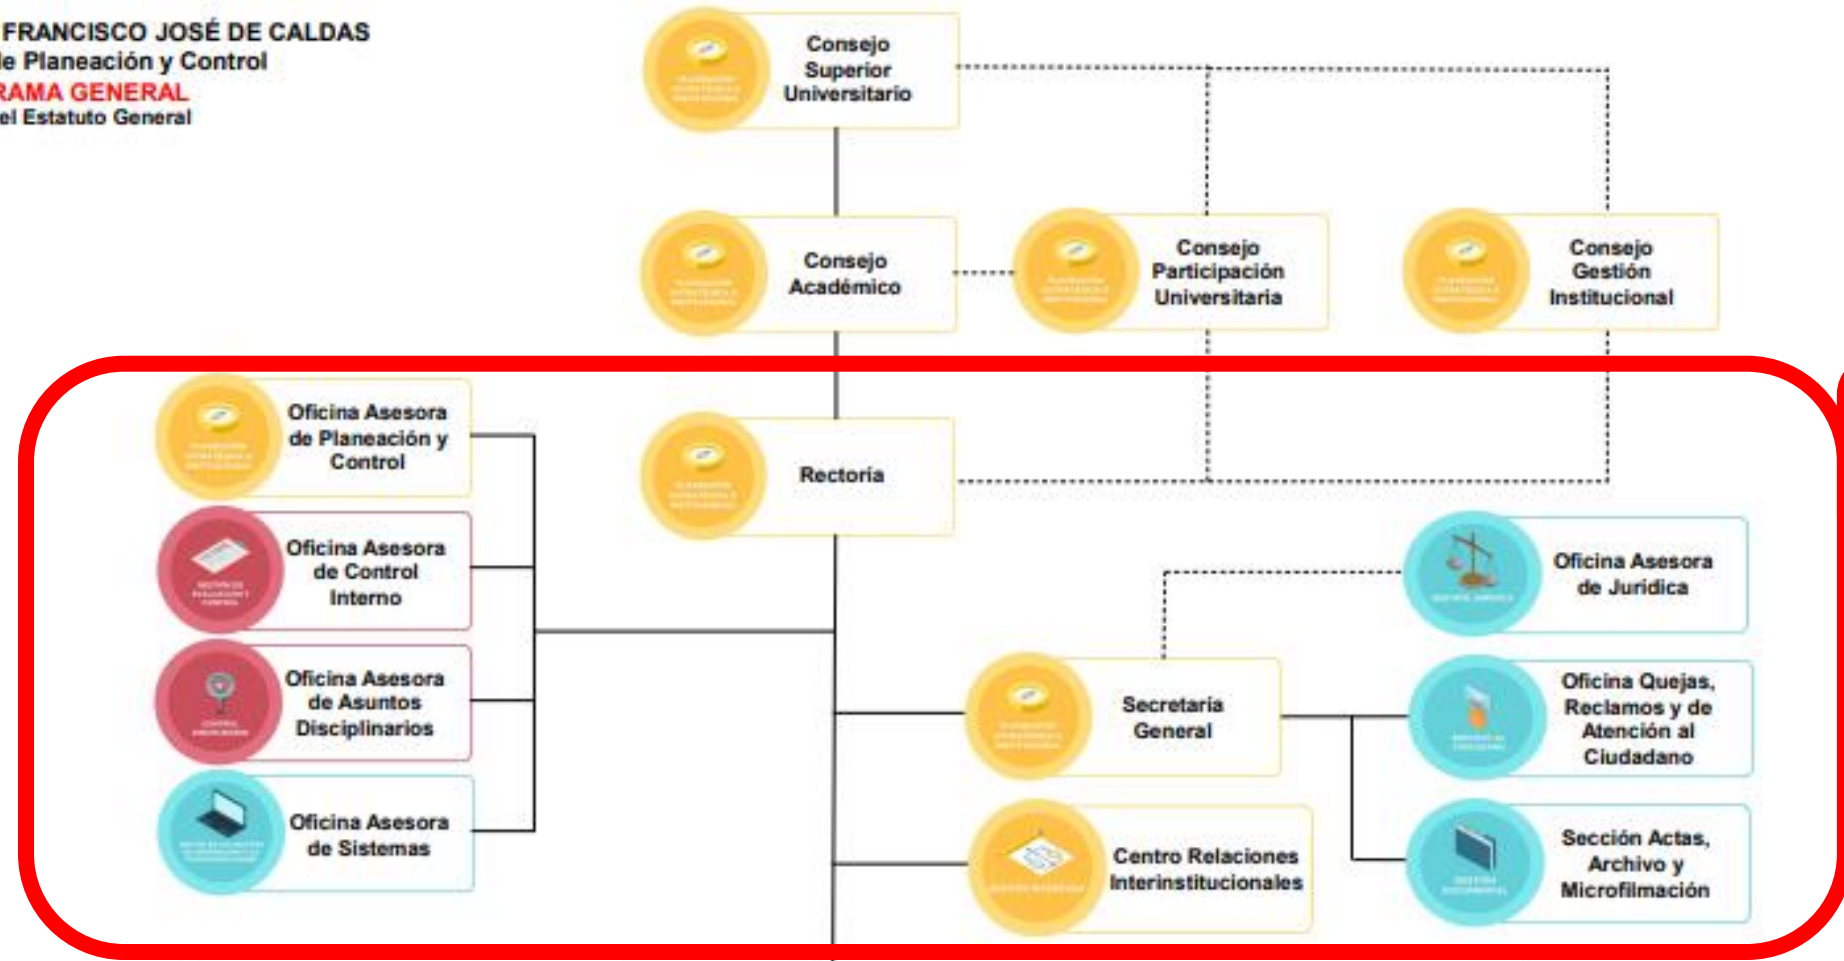 FRANCISCO JOSÉ DE CALDAS
de Planeación y Control
RAMA GENERAL
el Estatuto General
Consejo
Superior
Universitario
Consejo
Académico
Consejo
Participación
Universitaria
Consejo
Gestión
Institucional
Oficina Asesora
de Planeación y
Control
Rectoría
Oficina Asesora
de Control
Interno
Oficina Asesora
de Jurídica
Oficina Asesora
de Asuntos
Disciplinarios
Secretaría
General
Oficina Quejas,
Reclamos y de
Atención al
Ciudadano
Oficina Asesora
de Sistemas
Centro Relaciones
Interinstitucionales
Sección Actas,
Archivo y
Microfilmación